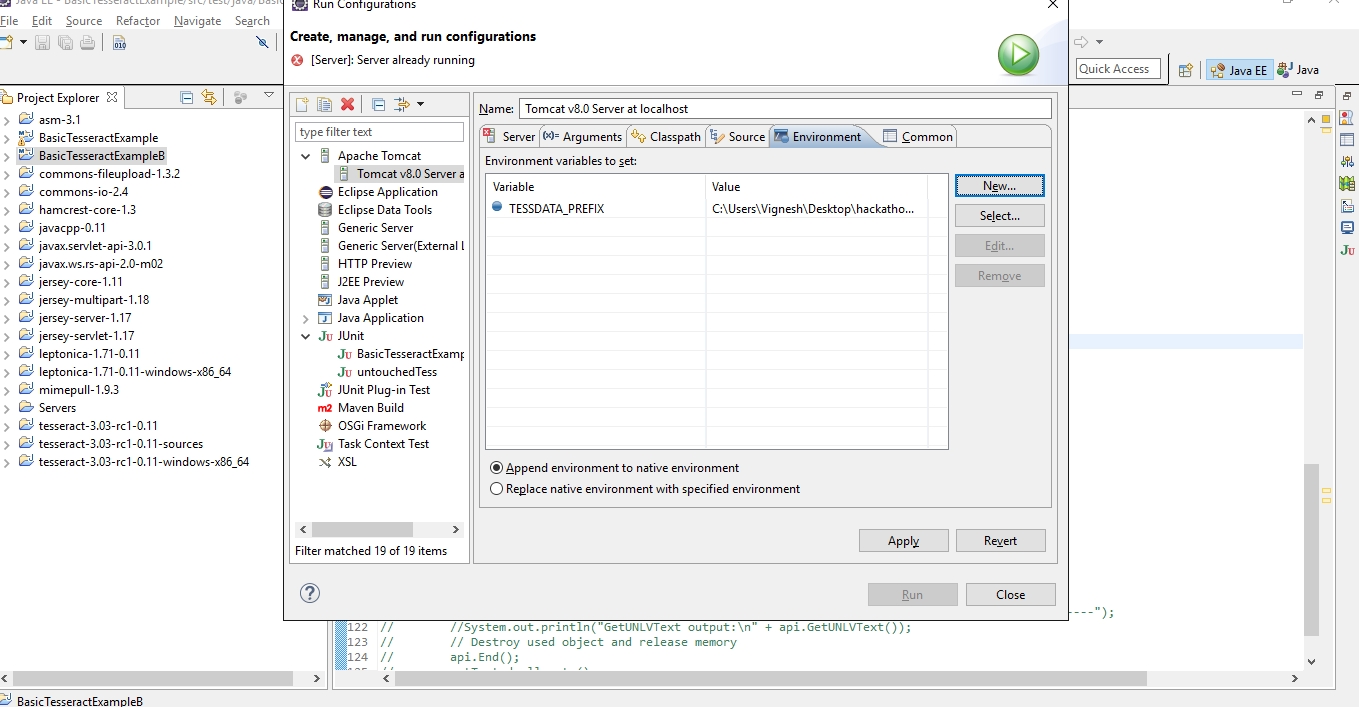 Java EE - BasicTesseractExample/src/test/java/Basic
File Edit Source Refactor Navigate Search
Project Explorer
asm-3.1
BasicTesseractExample
BasicTesseractExampleB
commons-fileupload-1.3.2
commons-io-2.4
hamcrest-core-1.3
javacpp-0.11
javax.servlet-api-3.0.1
javax.ws.rs-api-2.0-m02
jersey-core-1.11
jersey-multipart-1.18
jersey-server-1.17
jersey-servlet-1.17
leptonica-1.71-0.11
leptonica-1.71-0.11-windows-x86_64
mimepull-1.9.3
Servers
tesseract-3.03-rc1-0.11
tesseract-3.03-rc1-0.11-sources
tesseract-3.03-rc1-0.11-windows-x86_64
BasicTesseractExampleB
Run Configurations
Create, manage, and run configurations
[Server]: Server already running
type filter text
Apache Tomcat
Tomcat v8.0 Server a
Eclipse Application
Eclipse Data Tools
Generic Server
Generic Server(External L
HTTP Preview
J2EE Preview
Java Applet
Java Application
JUnit
BasicTesseractExamp
untouchedTess
JUnit Plug-in Test
Maven Build
OSGi Framework
Task Context Test
XSL
Filter matched 19 of 19 items
Name: Tomcat v8.0 Server at localhost
Server Arguments Classpath Source Environment Common
Environment variables to set:
Variable Value
TESSDATA_PREFIX C:\Users\Vignesh\Desktop\hackatho...
New...
Select...
Edit...
Remove
Append environment to native environment
Replace native environment with specified environment
Apply Revert
Run Close
Quick Access Java EE Java
----");
122 // //System.out.println("GetUNLVText output:\n" + api.GetUNLVText());
123 // // Destroy used object and release memory
124 // api.End();